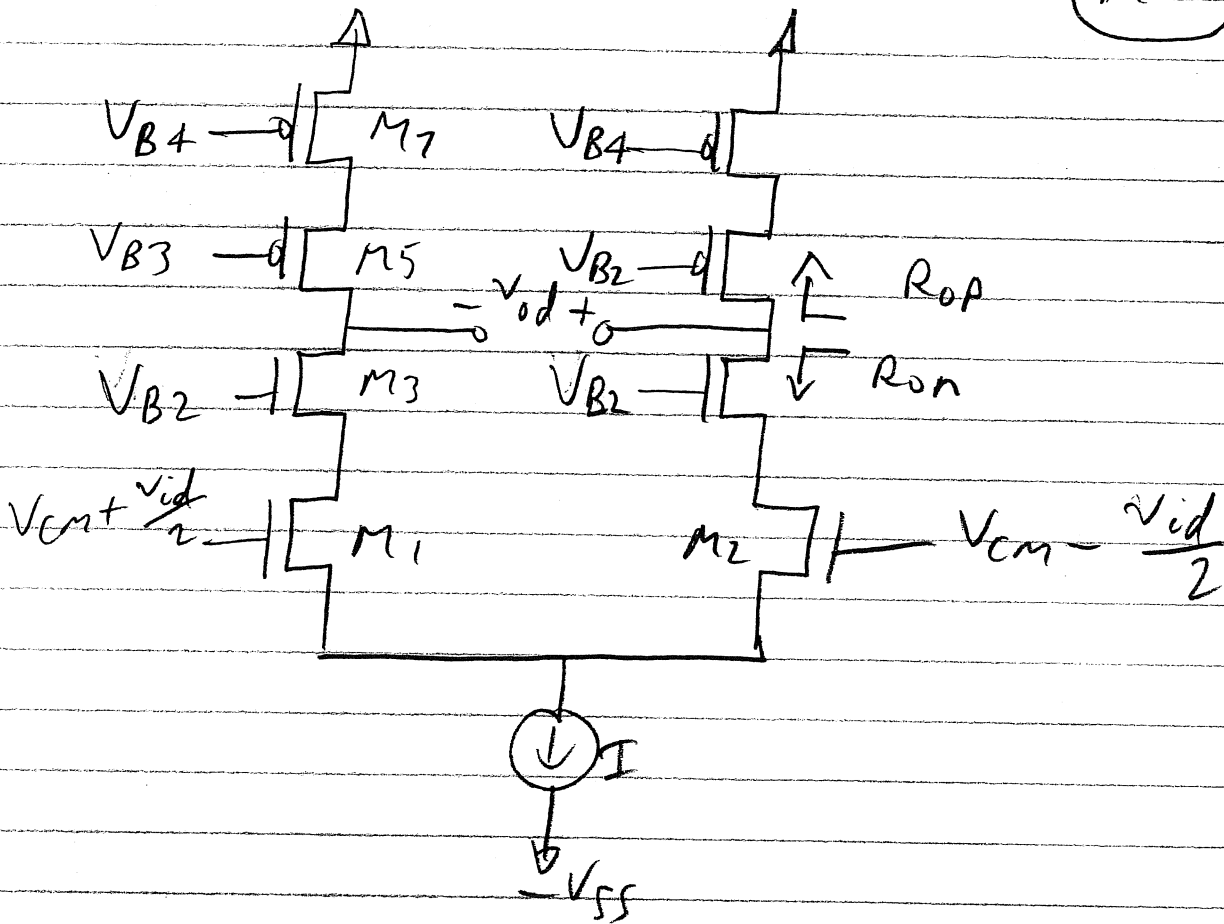 VB4 M7 VB4
VB3 M5 VB2 Rop
- vod +
VB2 M3 VB2 Ron
VCM + vid/2 M1 M2 VCM - vid/2
I
-Vss